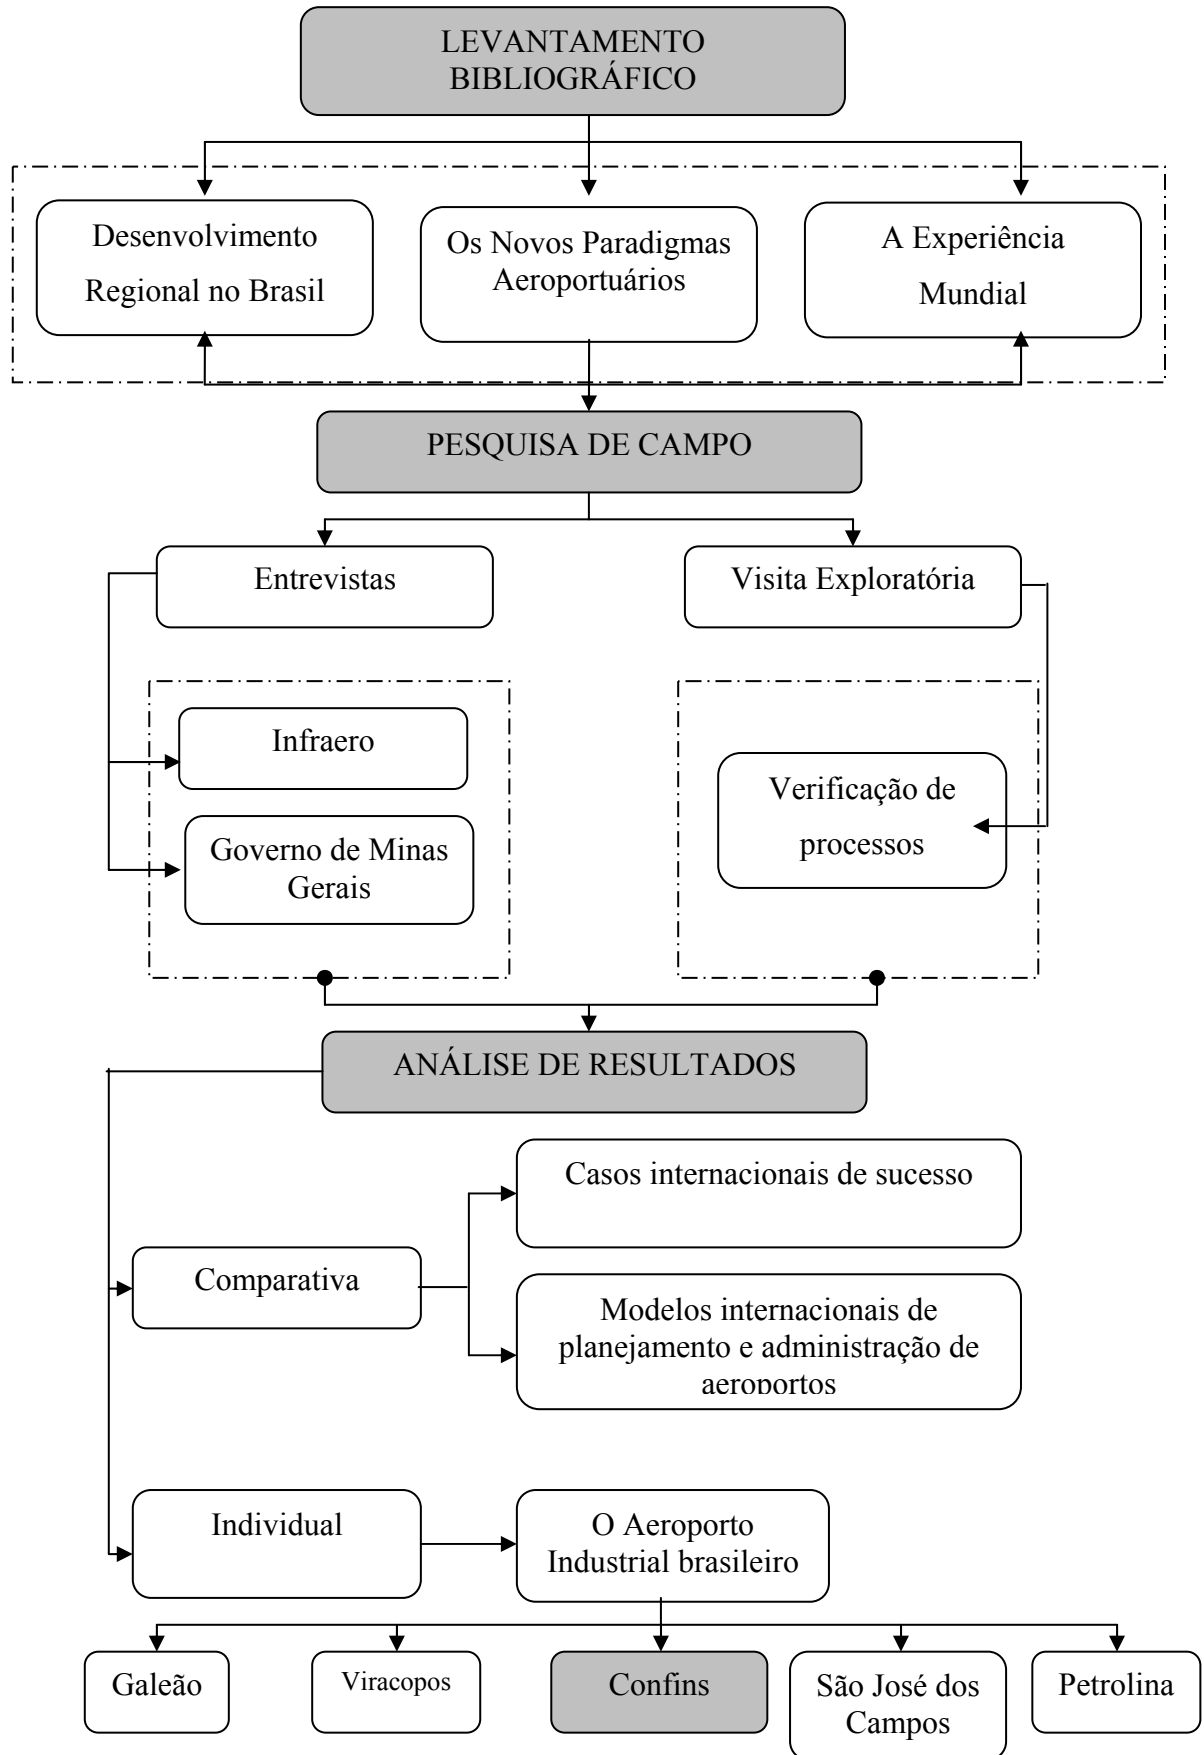 LEVANTAMENTO
BIBLIOGRÁFICO
Desenvolvimento
Regional no Brasil
Os Novos Paradigmas
Aeroportuários
A Experiência
Mundial
PESQUISA DE CAMPO
Entrevistas
Visita Exploratória
Infraero
Governo de Minas
Gerais
Verificação de
processos
ANÁLISE DE RESULTADOS
Casos internacionais de sucesso
Comparativa
Modelos internacionais de
planejamento e administração de
aeroportos
Individual
O Aeroporto
Industrial brasileiro
Galeão
Viracopos
Confins
São José dos
Campos
Petrolina